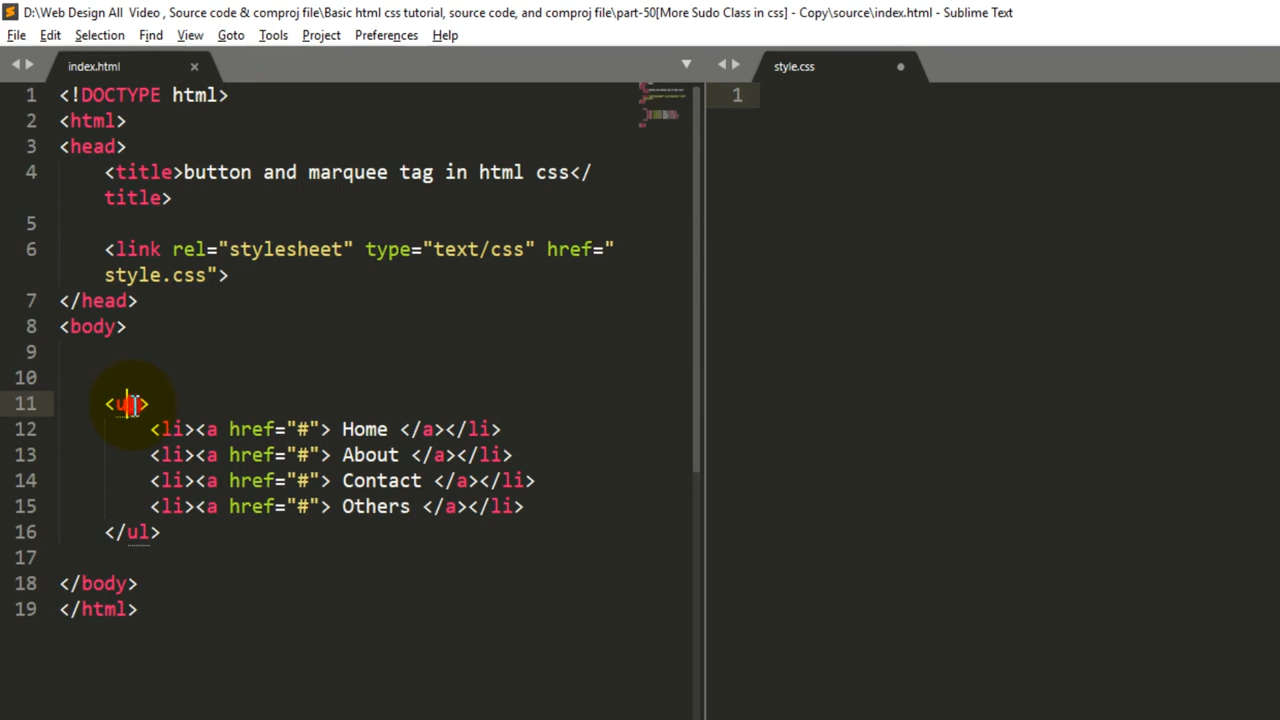 D:\Web Design All  Video , Source code & comproj file\Basic html css tutorial, source code, and comproj file\part-50[More Sudo Class in css] - Copy\source\index.html - Sublime Text
File Edit Selection Find View Goto Tools Project Preferences Help
index.html
style.css
1 <!DOCTYPE html>
2 <html>
3 <head>
4 <title>button and marquee tag in html css</
title>
5
6 <link rel="stylesheet" type="text/css" href="
style.css">
7 </head>
8 <body>
9
10
11 <ul>
12 <li><a href="#"> Home </a></li>
13 <li><a href="#"> About </a></li>
14 <li><a href="#"> Contact </a></li>
15 <li><a href="#"> Others </a></li>
16 </ul>
17
18 </body>
19 </html>
1